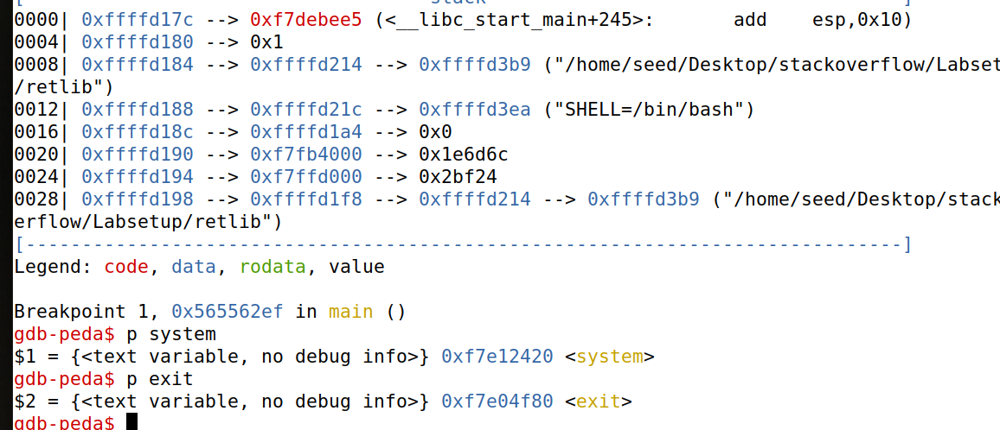 [ stack ]
0000| 0xffffd17c --> 0xf7debee5 (<__libc_start_main+245>: add esp,0x10)
0004| 0xffffd180 --> 0x1
0008| 0xffffd184 --> 0xffffd214 --> 0xffffd3b9 ("/home/seed/Desktop/stackoverflow/Labset
/retlib")
0012| 0xffffd188 --> 0xffffd21c --> 0xffffd3ea ("SHELL=/bin/bash")
0016| 0xffffd18c --> 0xffffd1a4 --> 0x0
0020| 0xffffd190 --> 0xf7fb4000 --> 0x1e6d6c
0024| 0xffffd194 --> 0xf7ffd000 --> 0x2bf24
0028| 0xffffd198 --> 0xffffd1f8 --> 0xffffd214 --> 0xffffd3b9 ("/home/seed/Desktop/stack
erflow/Labsetup/retlib")
[------------------------------------------------------------------------------]
Legend: code, data, rodata, value
Breakpoint 1, 0x565562ef in main ()
gdb-peda$ p system
$1 = {<text variable, no debug info>} 0xf7e12420 <system>
gdb-peda$ p exit
$2 = {<text variable, no debug info>} 0xf7e04f80 <exit>
gdb-peda$